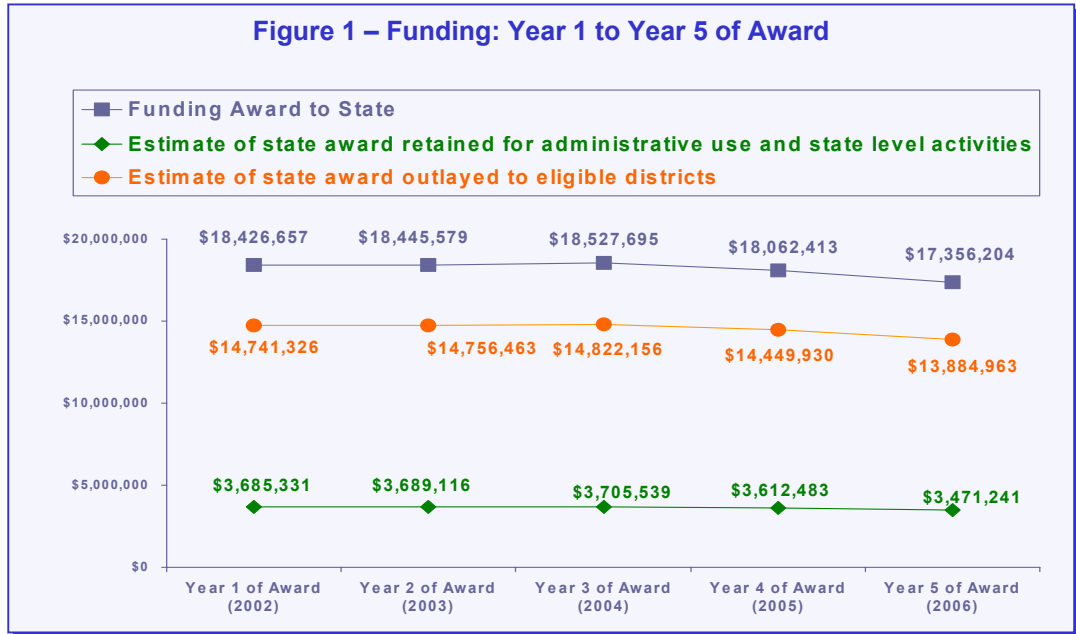 Figure 1 – Funding: Year 1 to Year 5 of Award
Funding Award to State
Estimate of state award retained for administrative use and state level activities
Estimate of state award outlayed to eligible districts
$20,000,000
$15,000,000
$10,000,000
$5,000,000
$0
$18,426,657
$18,445,579
$18,527,695
$18,062,413
$17,356,204
$14,741,326
$14,756,463
$14,822,156
$14,449,930
$13,884,963
$3,685,331
$3,689,116
$3,705,539
$3,612,483
$3,471,241
Year 1 of Award
(2002)
Year 2 of Award
(2003)
Year 3 of Award
(2004)
Year 4 of Award
(2005)
Year 5 of Award
(2006)